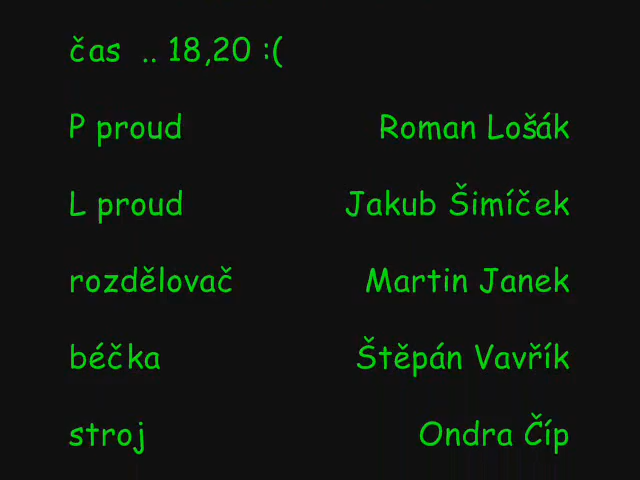 čas .. 18,20 :(
P proud Roman Lošák
L proud Jakub Šimíček
rozdělovač Martin Janek
béčka Štěpán Vavřík
stroj Ondra Číp